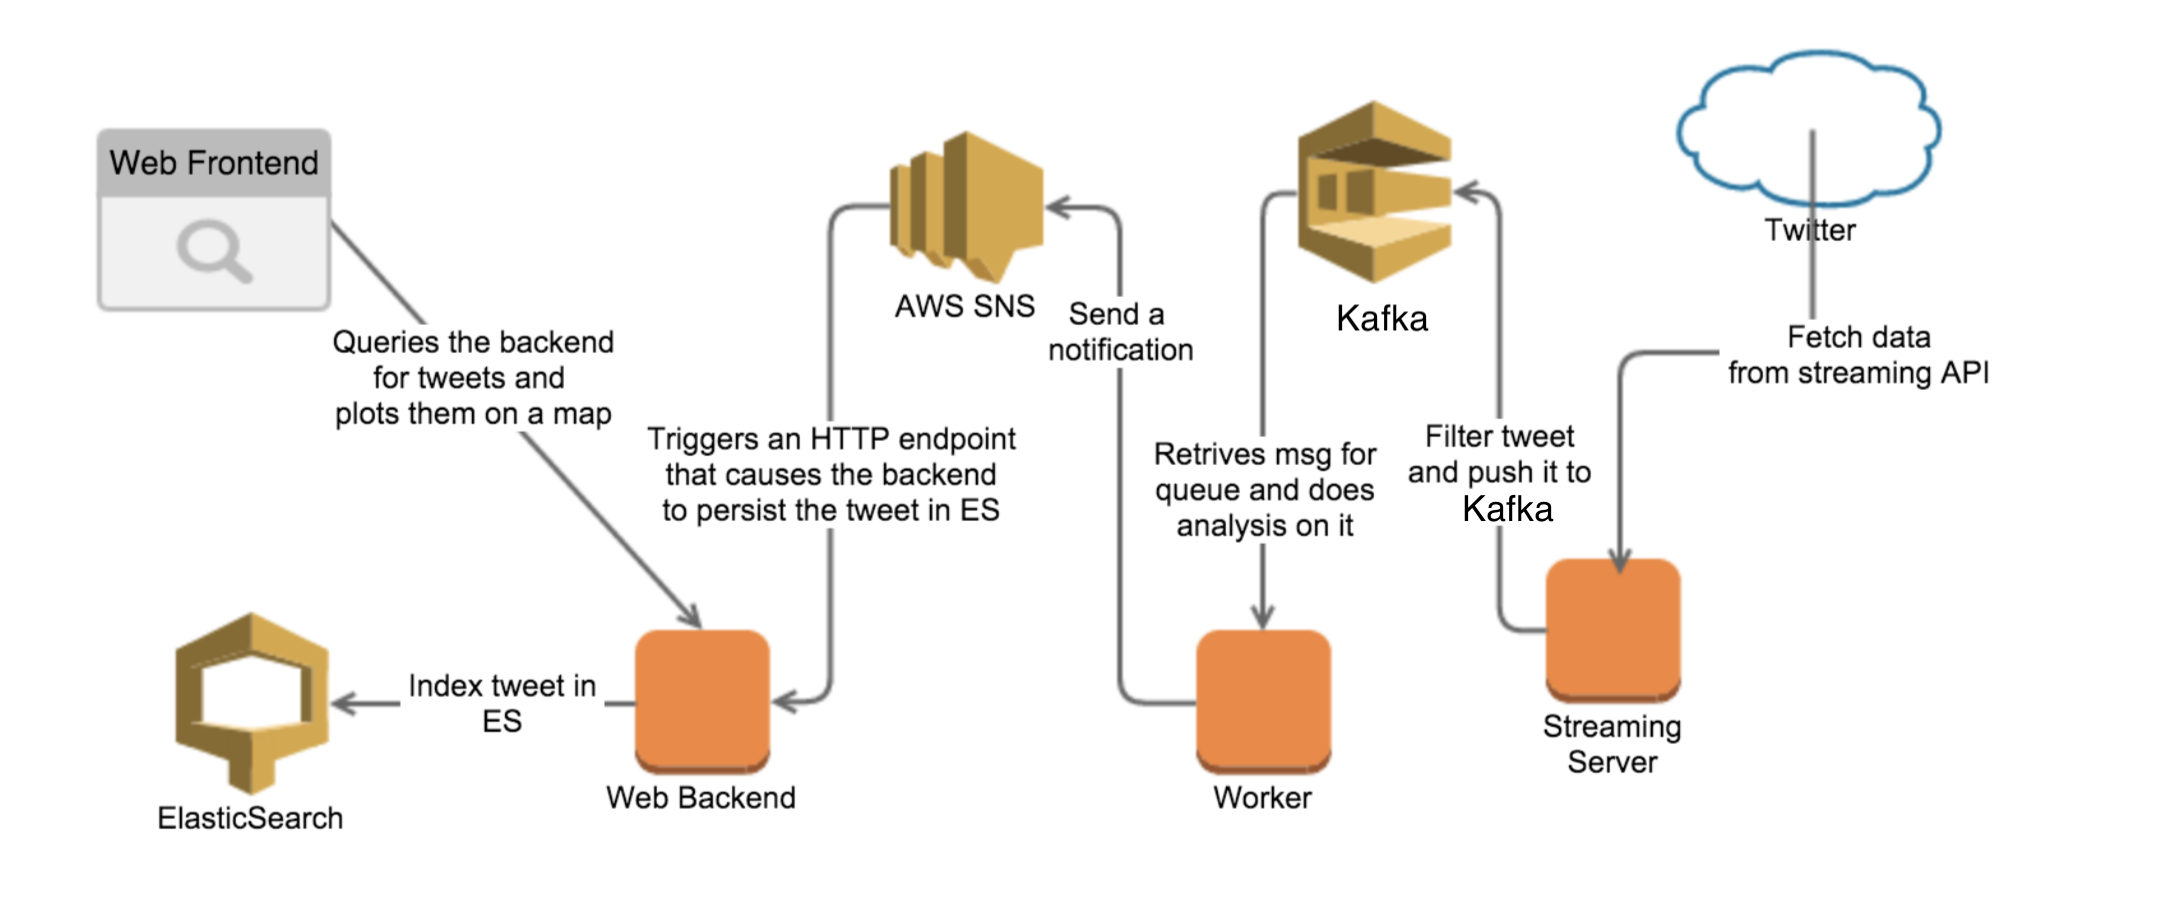 Web Frontend
Queries the backend
for tweets and
plots them on a map
ElasticSearch
Index tweet in
ES
Web Backend
Triggers an HTTP endpoint
that causes the backend
to persist the tweet in ES
AWS SNS
Send a
notification
Worker
Retrives msg for
queue and does
analysis on it
Kafka
Filter tweet
and push it to
Kafka
Streaming
Server
Twitter
Fetch data
from streaming API